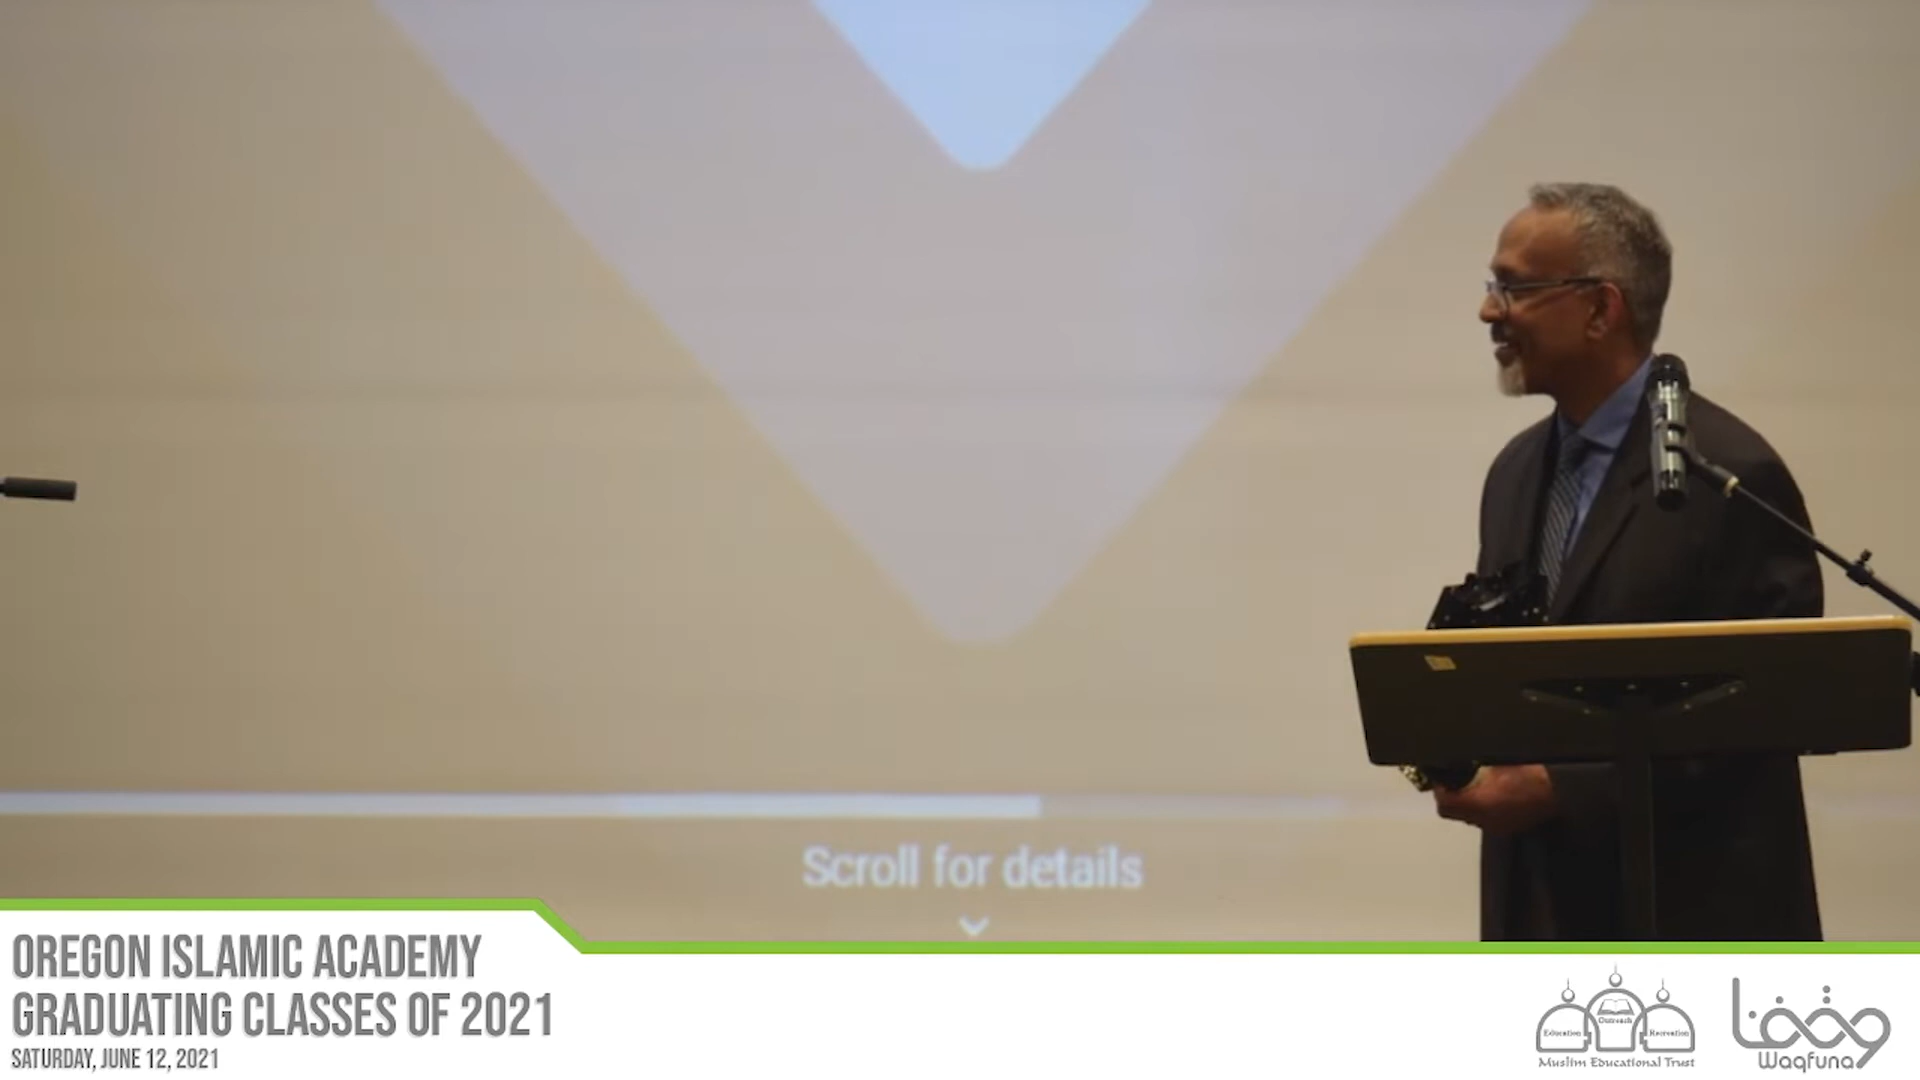 Scroll for details
OREGON ISLAMIC ACADEMY
GRADUATING CLASSES OF 2021
SATURDAY, JUNE 12, 2021
Education
Outreach
Recreation
Muslim Educational Trust
وقفنا
Waqfuna